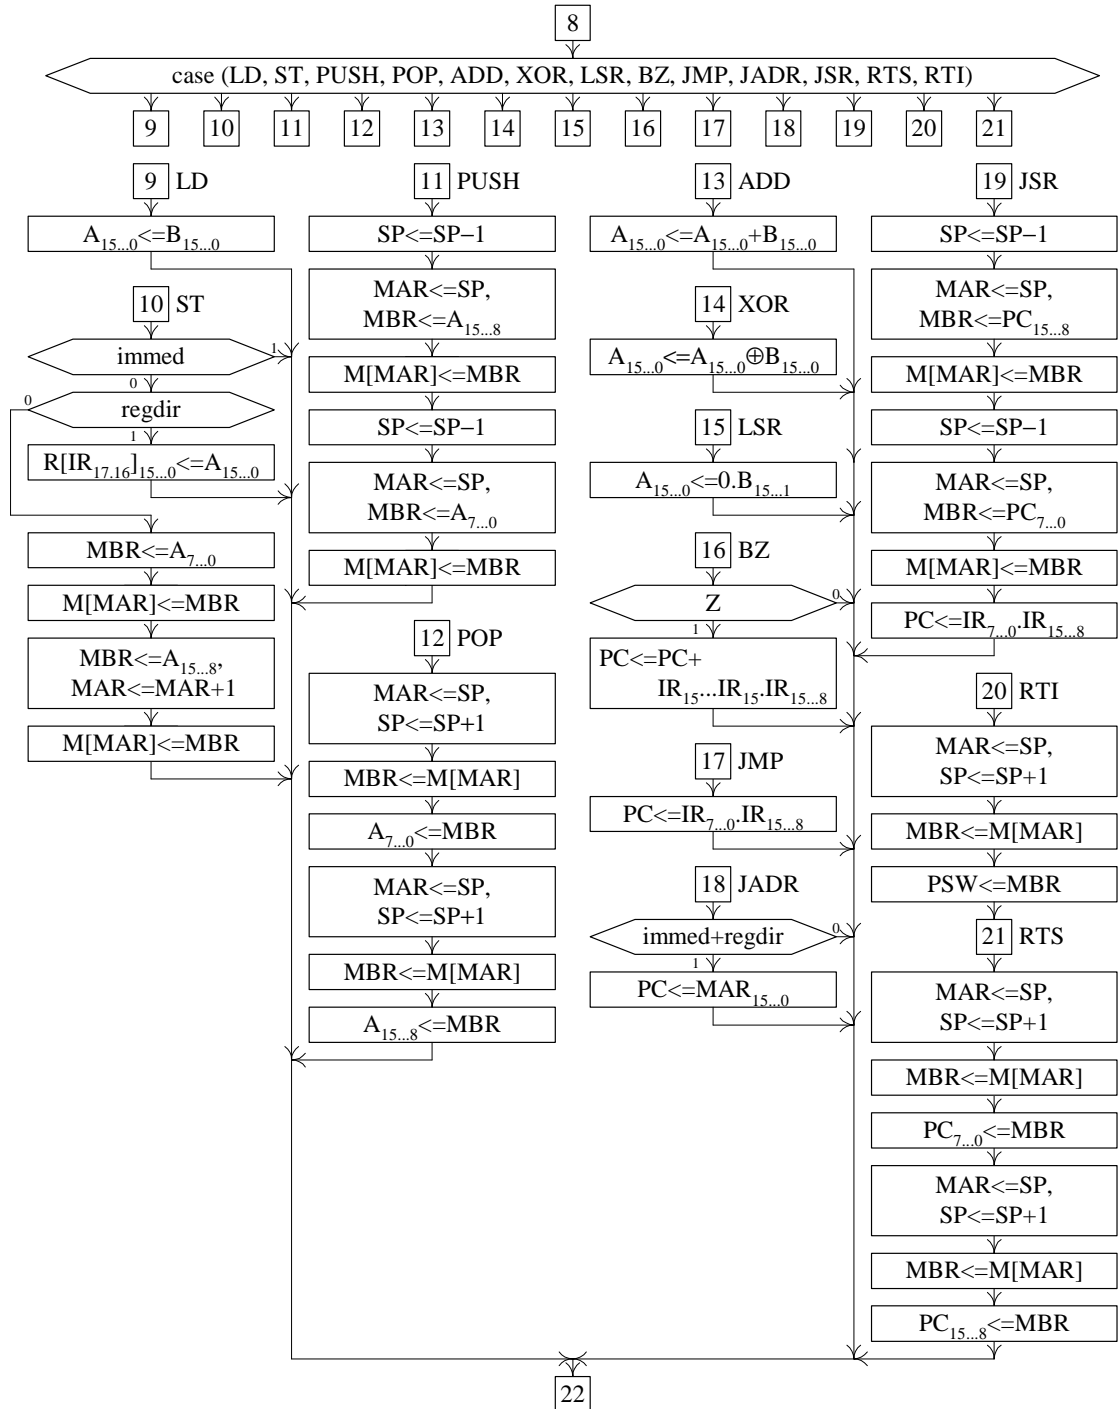 8
case (LD, ST, PUSH, POP, ADD, XOR, LSR, BZ, JMP, JADR, JSR, RTS, RTI)
9 10 11 12 13 14 15 16 17 18 19 20 21
9 LD
A15...0<=B15...0
10 ST
immed
1
0
regdir
0
1
R[IR17.16]15...0<=A15...0
MBR<=A7...0
M[MAR]<=MBR
MBR<=A15...8,
MAR<=MAR+1
M[MAR]<=MBR
11 PUSH
SP<=SP−1
MAR<=SP,
MBR<=A15...8
M[MAR]<=MBR
SP<=SP−1
MAR<=SP,
MBR<=A7...0
M[MAR]<=MBR
12 POP
MAR<=SP,
SP<=SP+1
MBR<=M[MAR]
A7...0<=MBR
MAR<=SP,
SP<=SP+1
MBR<=M[MAR]
A15...8<=MBR
13 ADD
A15...0<=A15...0+B15...0
14 XOR
A15...0<=A15...0⊕B15...0
15 LSR
A15...0<=0.B15...1
16 BZ
Z
0
1
PC<=PC+
IR15...IR15.IR15...8
17 JMP
PC<=IR7...0.IR15...8
18 JADR
immed+regdir
0
1
PC<=MAR15...0
19 JSR
SP<=SP−1
MAR<=SP,
MBR<=PC15...8
M[MAR]<=MBR
SP<=SP−1
MAR<=SP,
MBR<=PC7...0
M[MAR]<=MBR
PC<=IR7...0.IR15...8
20 RTI
MAR<=SP,
SP<=SP+1
MBR<=M[MAR]
PSW<=MBR
21 RTS
MAR<=SP,
SP<=SP+1
MBR<=M[MAR]
PC7...0<=MBR
MAR<=SP,
SP<=SP+1
MBR<=M[MAR]
PC15...8<=MBR
22